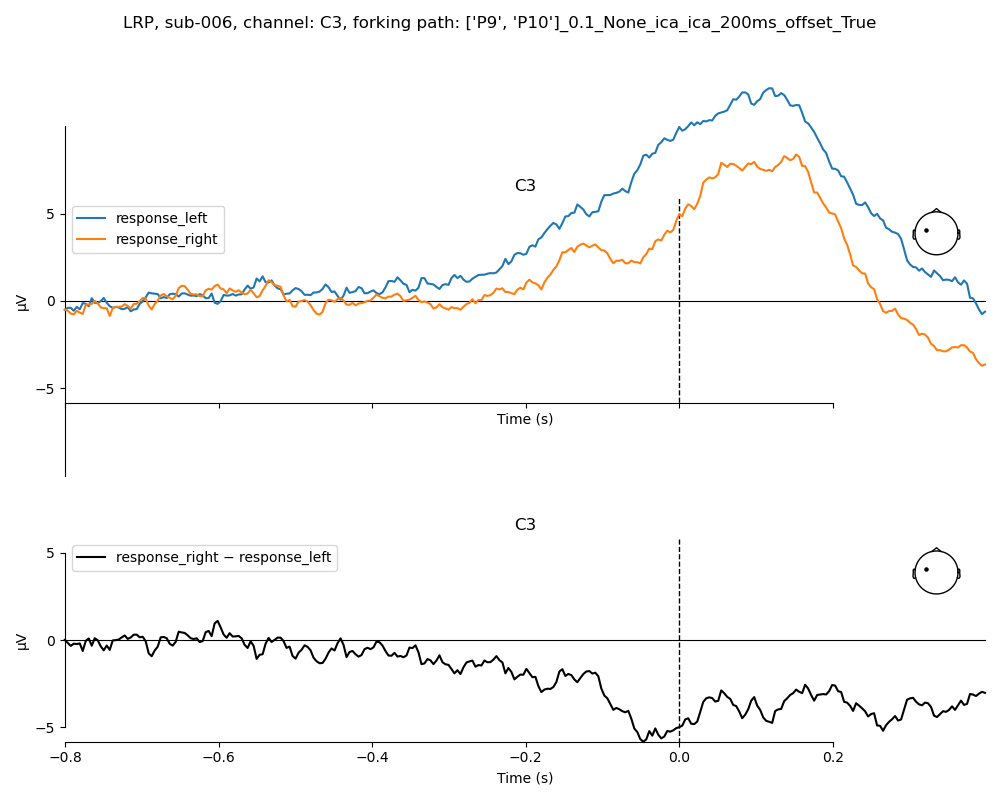 LRP, sub-006, channel: C3, forking path: ['P9', 'P10']_0.1_None_ica_ica_200ms_offset_True
C3
response_left
response_right
5
0
−5
µV
Time (s)
C3
response_right − response_left
5
0
−5
µV
−0.8
−0.6
−0.4
−0.2
0.0
0.2
Time (s)